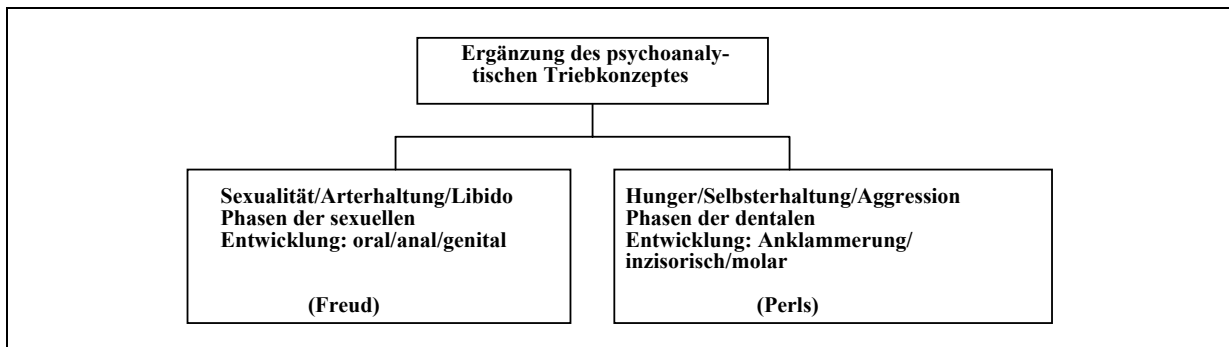 Ergänzung des psychoanaly-
tischen Triebkonzeptes
Sexualität/Arterhaltung/Libido
Phasen der sexuellen
Entwicklung: oral/anal/genital
(Freud)
Hunger/Selbsterhaltung/Aggression
Phasen der dentalen
Entwicklung: Anklammerung/
inzisorisch/molar
(Perls)